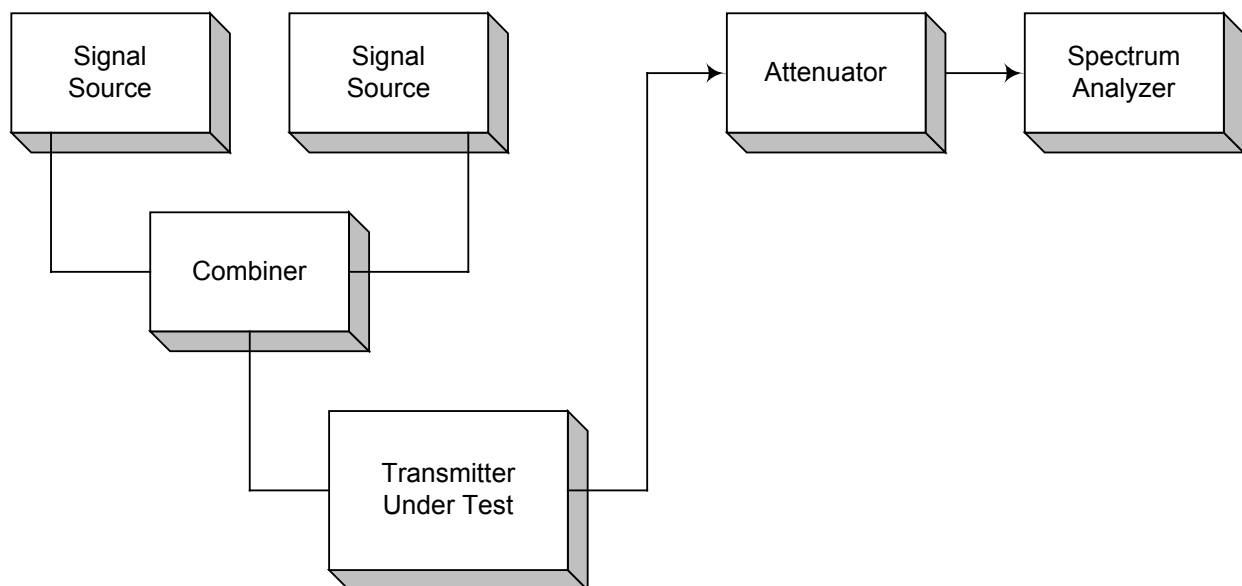 Signal
Source
Signal
Source
Attenuator
Spectrum
Analyzer
Combiner
Transmitter
Under Test